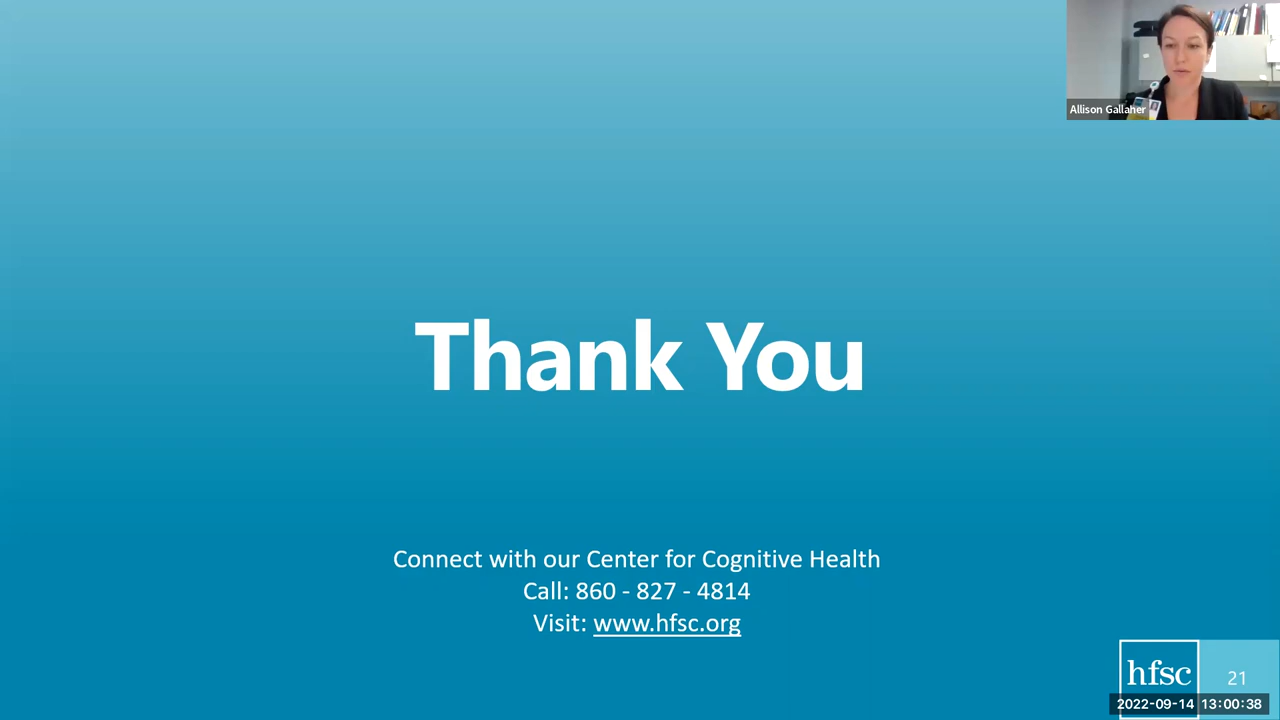 Allison Gallaher
Thank You
Connect with our Center for Cognitive Health
Call: 860 - 827 - 4814
Visit: www.hfsc.org
hfsc
21
2022-09-14 13:00:38